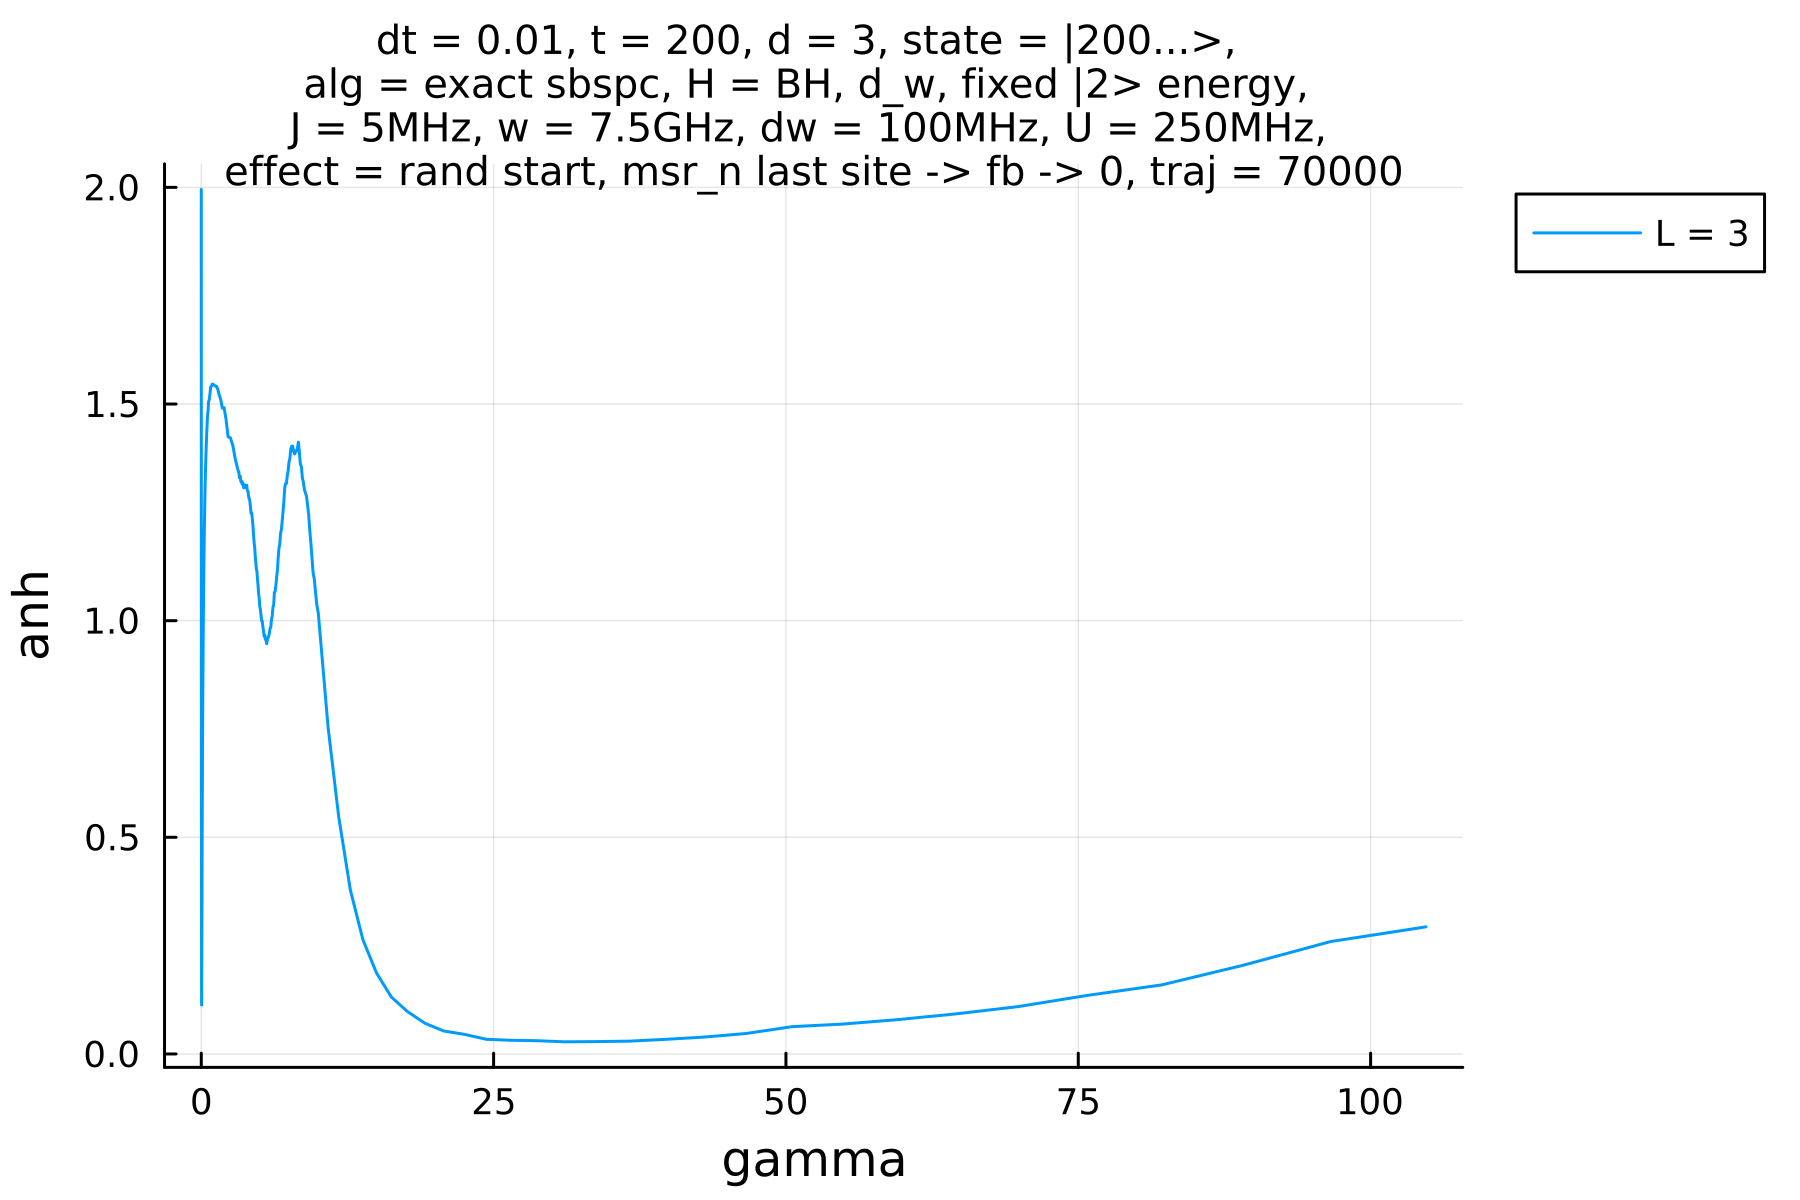 dt = 0.01, t = 200, d = 3, state = |200...>,
alg = exact sbspc, H = BH, d_w, fixed |2> energy,
J = 5MHz, w = 7.5GHz, dw = 100MHz, U = 250MHz,
effect = rand start, msr_n last site -> fb -> 0, traj = 70000
2.0
1.5
1.0
0.5
0.0
anh
0 25 50 75 100
gamma
L = 3